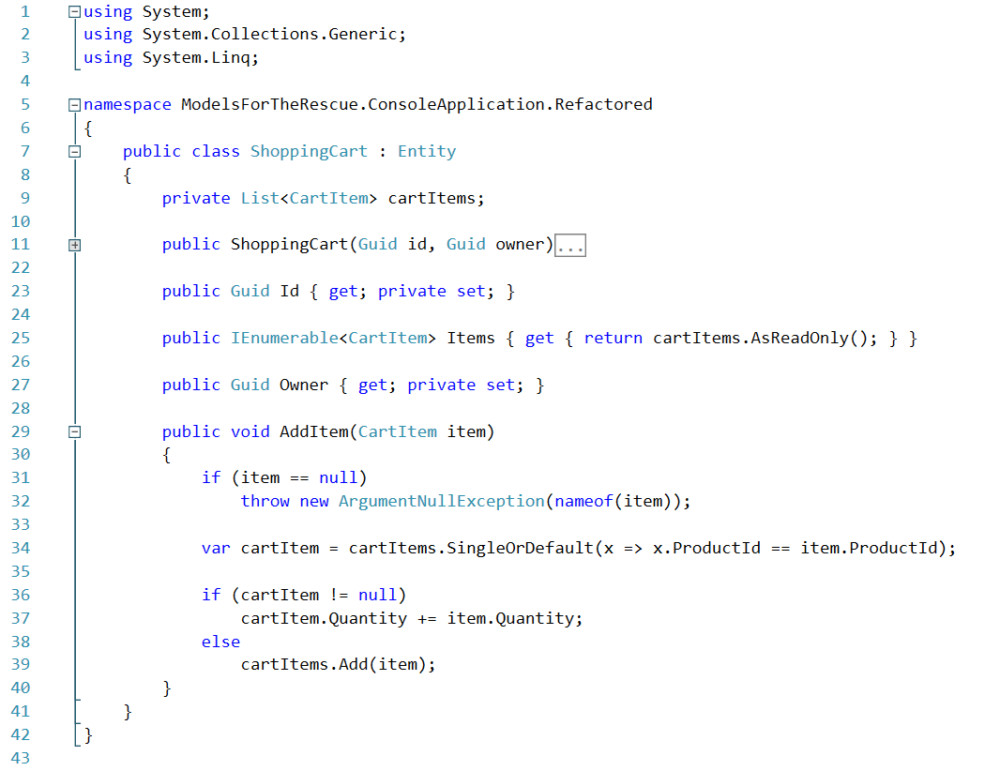 1 using System;
2 using System.Collections.Generic;
3 using System.Linq;
4
5 namespace ModelsForTheRescue.ConsoleApplication.Refactored
6 {
7     public class ShoppingCart : Entity
8     {
9         private List<CartItem> cartItems;
10
11         public ShoppingCart(Guid id, Guid owner)...
22
23         public Guid Id { get; private set; }
24
25         public IEnumerable<CartItem> Items { get { return cartItems.AsReadOnly(); } }
26
27         public Guid Owner { get; private set; }
28
29         public void AddItem(CartItem item)
30         {
31             if (item == null)
32                 throw new ArgumentNullException(nameof(item));
33
34             var cartItem = cartItems.SingleOrDefault(x => x.ProductId == item.ProductId);
35
36             if (cartItem != null)
37                 cartItem.Quantity += item.Quantity;
38             else
39                 cartItems.Add(item);
40         }
41     }
42 }
43